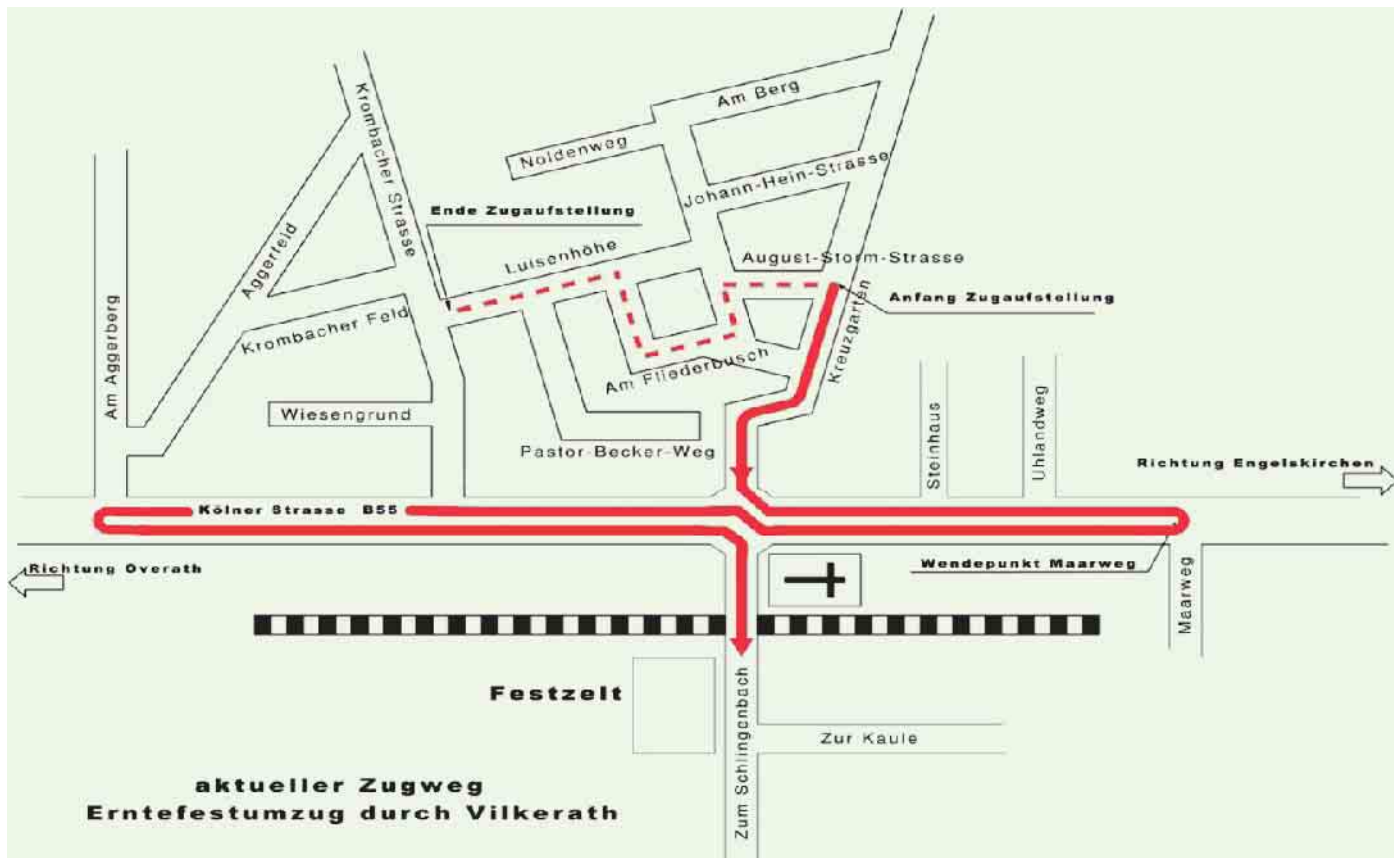 Am Berg
Krombacher Strasse
Noldenweg
Johann-Hein-Strasse
Ende Zugaufstellung
Luisenhöhe
August-Storm-Strasse
Aggerfeld
Anfang Zugaufstellung
Am Aggerberg
Krombacher Feld
Kreuzgarten
Am Fliederbusch
Wiesengrund
Steinhaus
Uhlandweg
Pastor-Becker-Weg
Richtung Engelskirchen
Kölner Strasse B55
Richtung Overath
Wendepunkt Maarweg
Maarweg
Festzelt
Zum Schlingenbach
Zur Kaule
aktueller Zugweg
Erntefestumzug durch Vilkerath